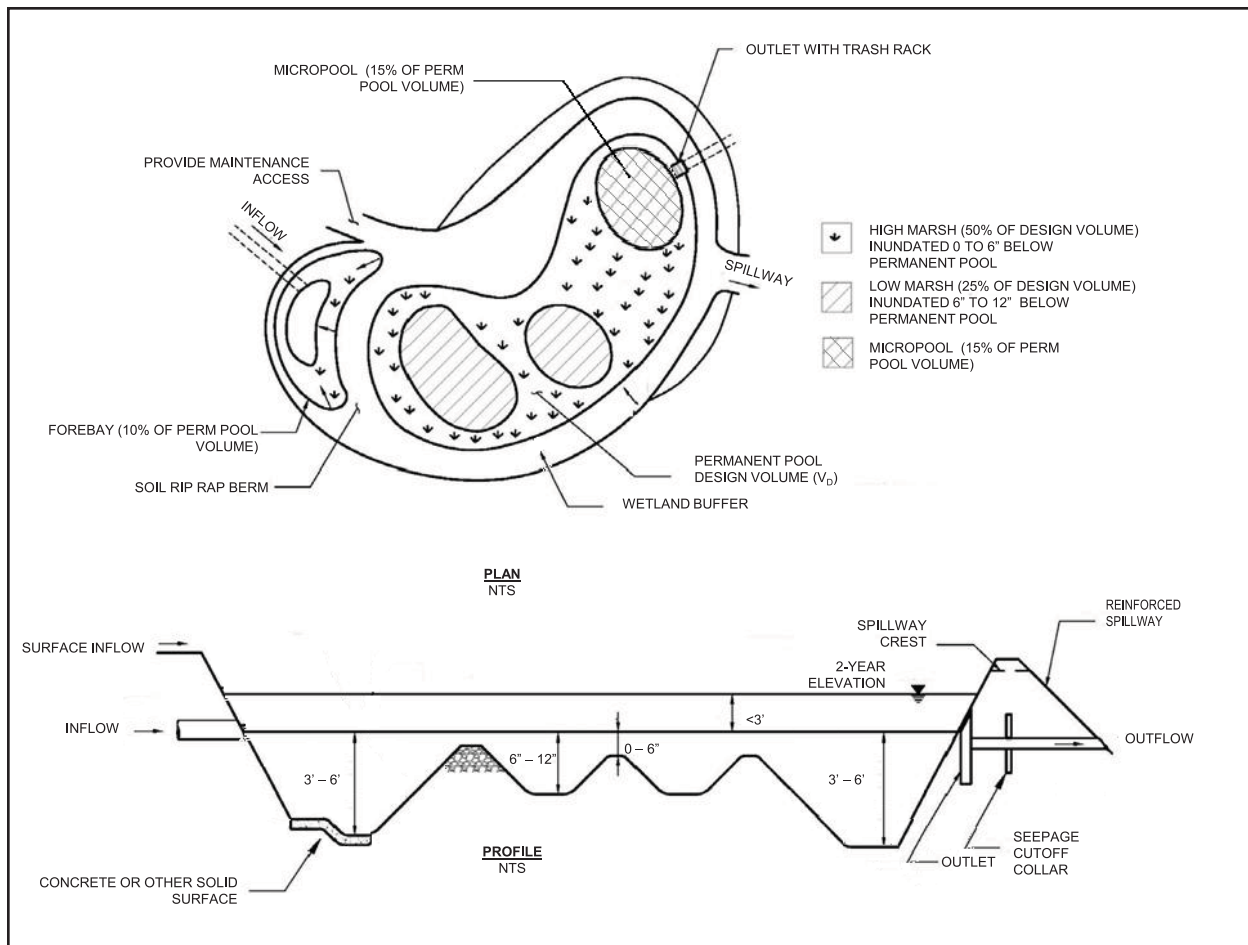 OUTLET WITH TRASH RACK
MICROPOOL (15% OF PERM
POOL VOLUME)
PROVIDE MAINTENANCE
ACCESS
INFLOW
SPILLWAY
HIGH MARSH (50% OF DESIGN VOLUME)
INUNDATED 0 TO 6” BELOW
PERMANENT POOL
LOW MARSH (25% OF DESIGN VOLUME)
INUNDATED 6” TO 12” BELOW
PERMANENT POOL
MICROPOOL (15% OF PERM
POOL VOLUME)
FOREBAY (10% OF PERM POOL
VOLUME)
SOIL RIP RAP BERM
PERMANENT POOL
DESIGN VOLUME (VD)
WETLAND BUFFER
PLAN
NTS
SURFACE INFLOW
INFLOW
2-YEAR
ELEVATION
SPILLWAY
CREST
REINFORCED
SPILLWAY
<3’
3’ – 6’
6” – 12”
0 – 6”
3’ – 6’
OUTFLOW
OUTLET
SEEPAGE
CUTOFF
COLLAR
PROFILE
NTS
CONCRETE OR OTHER SOLID
SURFACE